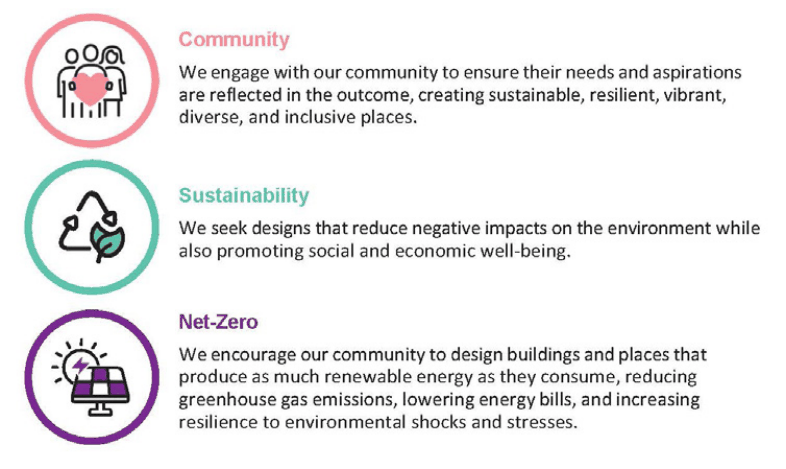 Community
We engage with our community to ensure their needs and aspirations
are reflected in the outcome, creating sustainable, resilient, vibrant,
diverse, and inclusive places.
Sustainability
We seek designs that reduce negative impacts on the environment while
also promoting social and economic well-being.
Net-Zero
We encourage our community to design buildings and places that
produce as much renewable energy as they consume, reducing
greenhouse gas emissions, lowering energy bills, and increasing
resilience to environmental shocks and stresses.